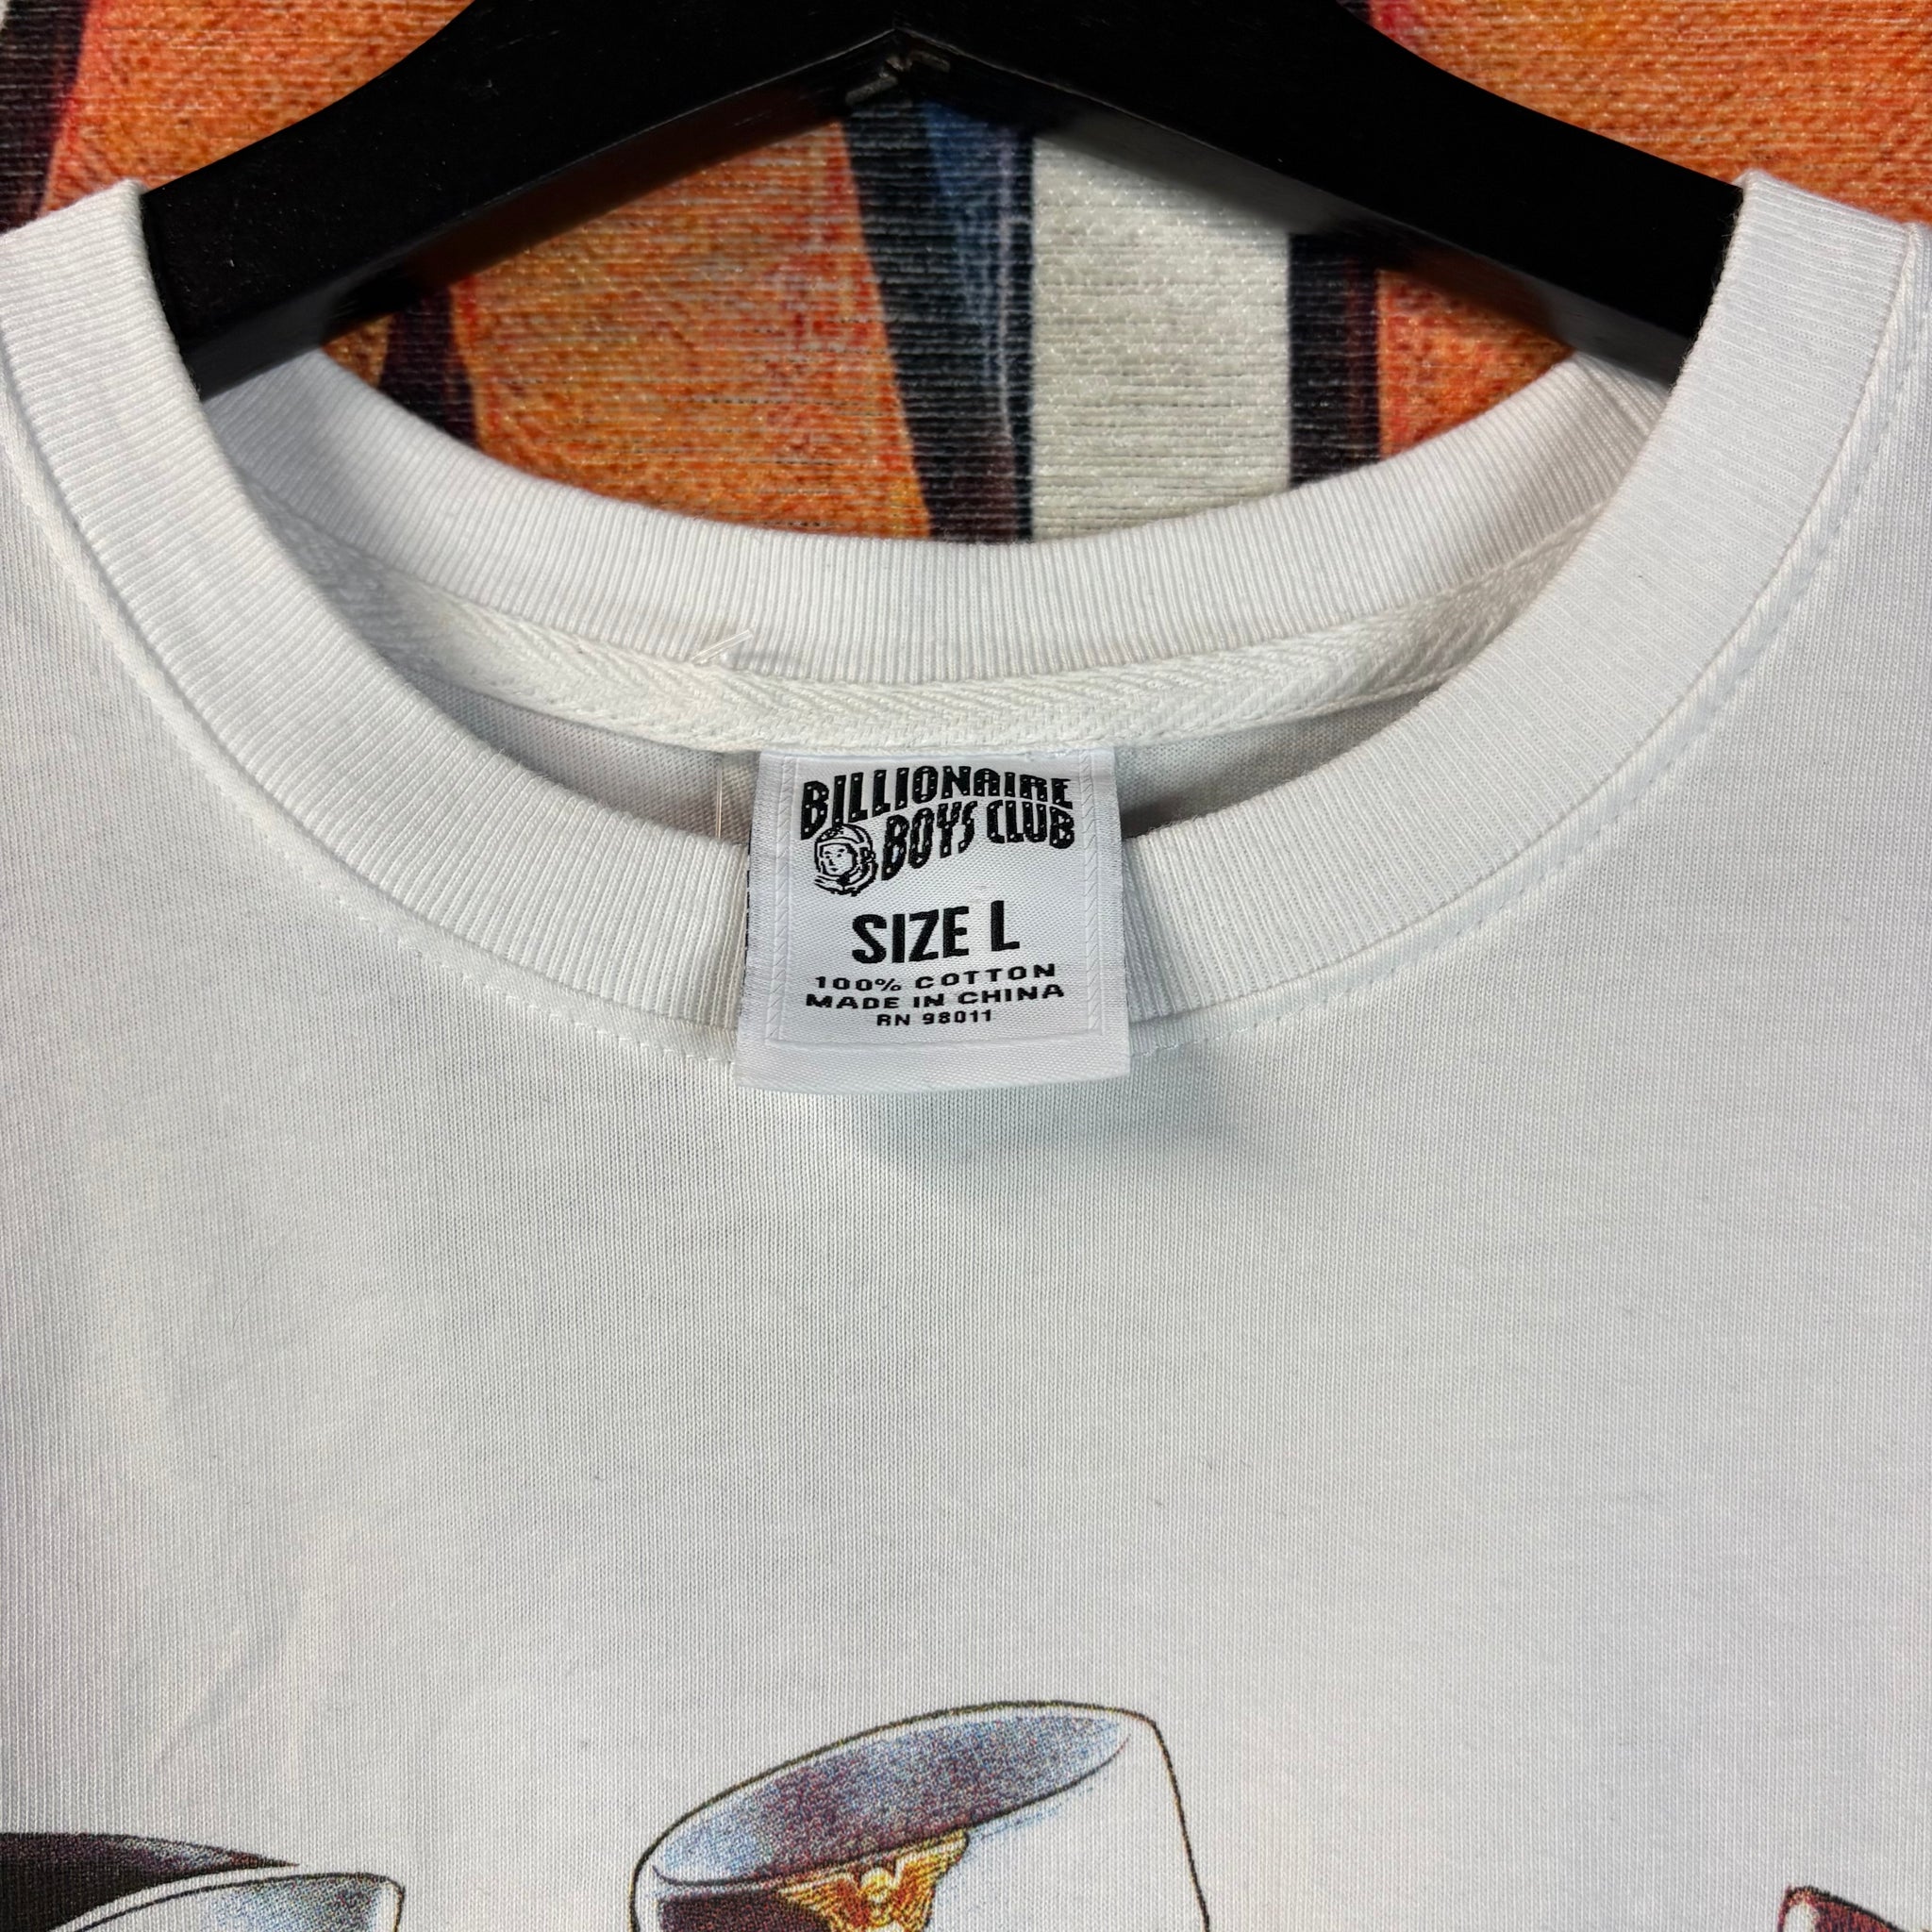 BILLIONAIRE
BOYS CLUB
SIZE L
100% COTTON
MADE IN CHINA
RN 98011